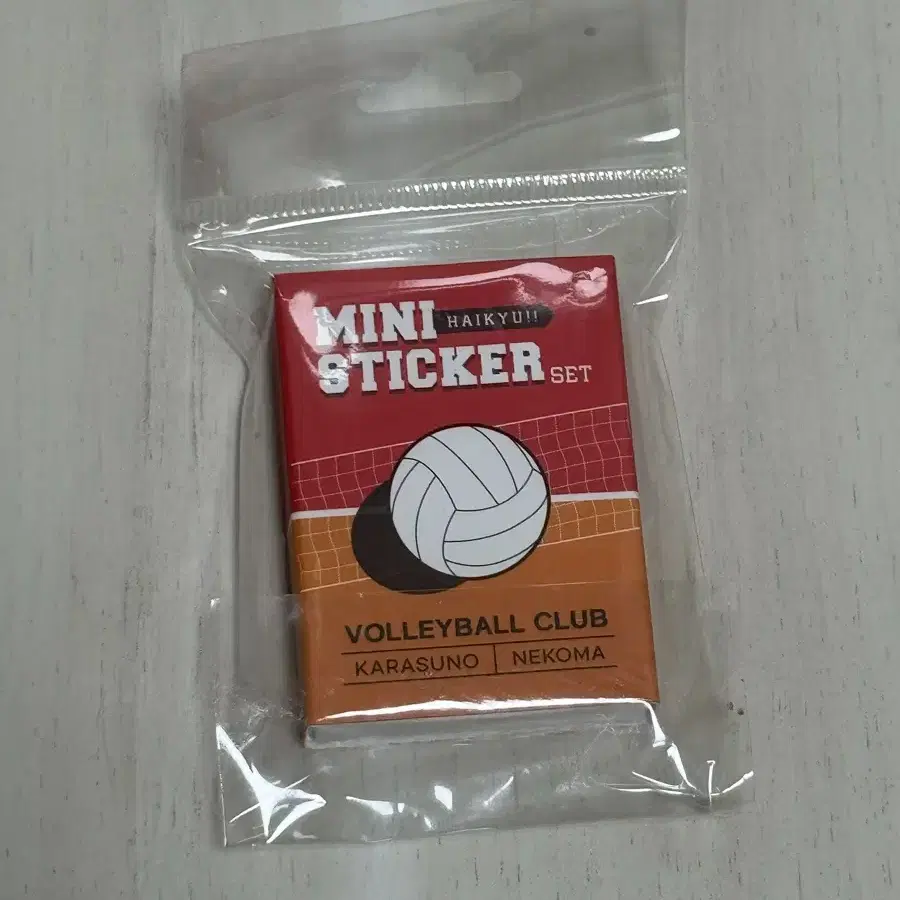 MINI HAIKYU!!
STICKER SET
VOLLEYBALL CLUB
KARASUNO | NEKOMA